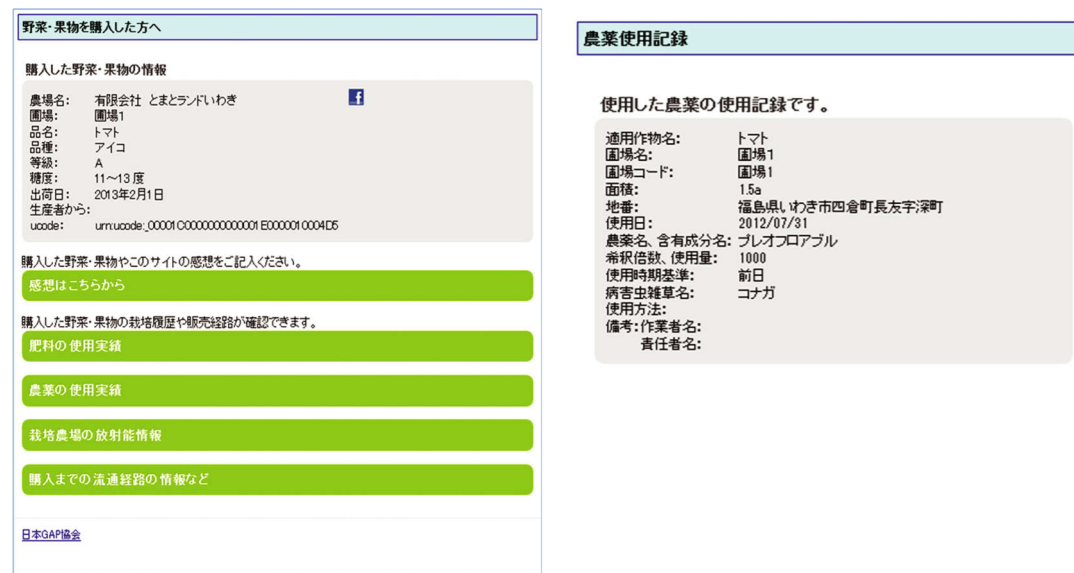 野菜・果物を購入した方へ
購入した野菜・果物の情報
農場名: 有限会社 とまとランドいわき
圃場: 圃場1
品名: トマト
品種: アイコ
等級: A
糖度: 11～13度
出荷日: 2013年2月1日
生産者から:
ucode: urn:ucode:_00001C0000000000001E0000010004D5
購入した野菜・果物やこのサイトの感想をご記入ください。
感想はこちらから
購入した野菜・果物の栽培履歴や販売経路が確認できます。
肥料の使用実績
農薬の使用実績
栽培農場の放射能情報
購入までの流通経路の情報など
日本GAP協会
農薬使用記録
使用した農薬の使用記録です。
適用作物名: トマト
圃場名: 圃場1
圃場コード: 圃場1
面積: 1.5a
地番: 福島県いわき市四倉町長友字深町
使用日: 2012/07/31
農薬名、含有成分名: プレオフロアブル
希釈倍数、使用量: 1000
使用時期基準: 前日
病害虫雑草名: コナガ
使用方法:
備考:作業者名:
責任者名: